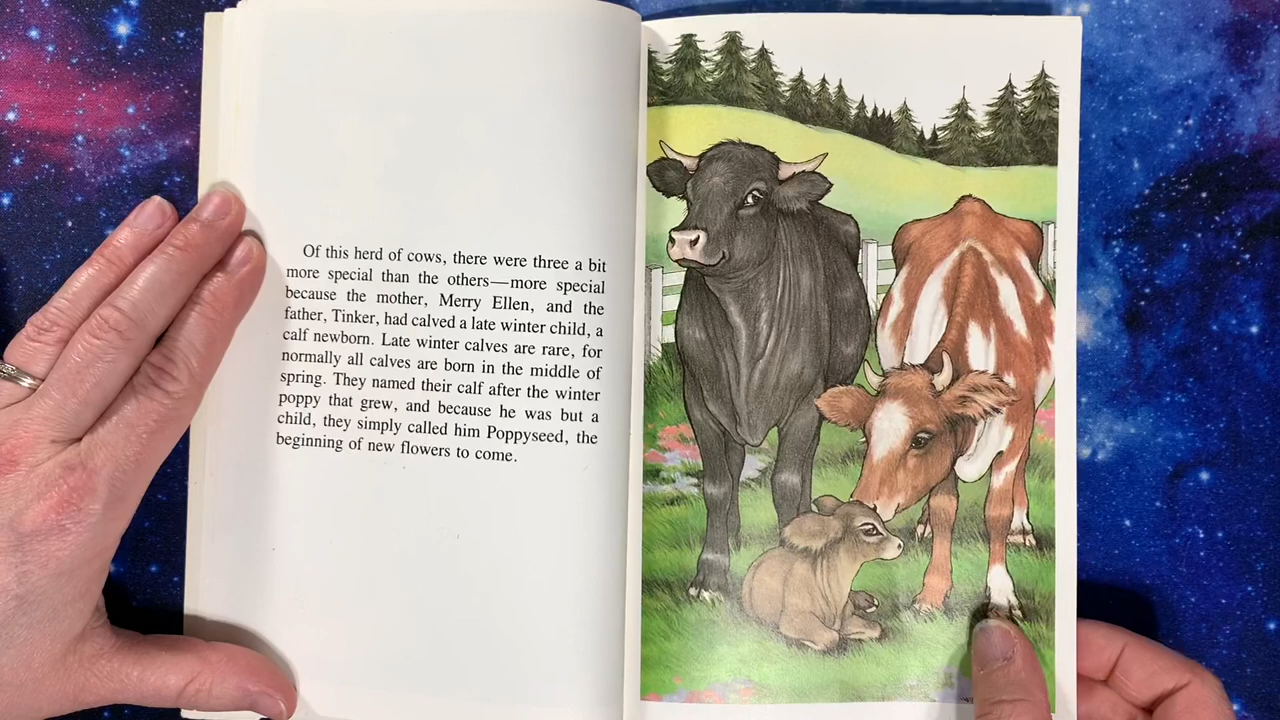 Of this herd of cows, there were three a bit
more special than the others—more special
because the mother, Merry Ellen, and the
father, Tinker, had calved a late winter child, a
calf newborn. Late winter calves are rare, for
normally all calves are born in the middle of
spring. They named their calf after the winter
poppy that grew, and because he was but a
child, they simply called him Poppyseed, the
beginning of new flowers to come.